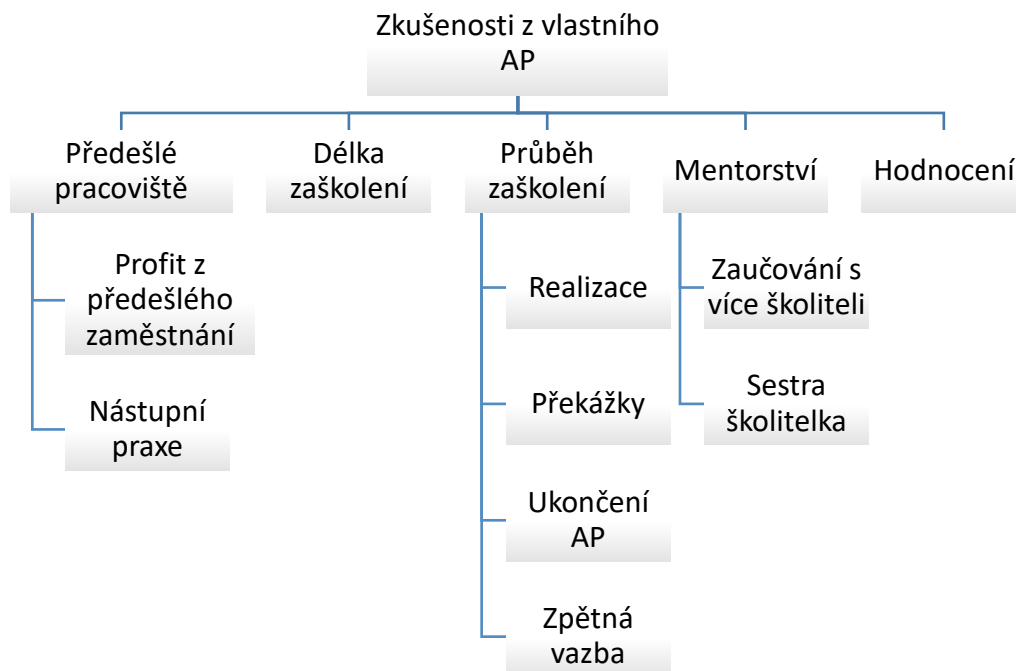 Zkušenosti z vlastního
AP
Předešlé
pracoviště
Délka
zaškolení
Průběh
zaškolení
Mentorství
Hodnocení
Profit z
předešlého
zaměstnání
Nástupní
praxe
Realizace
Překážky
Ukončení
AP
Zpětná
vazba
Zaučování s
více školiteli
Sestra
školitelka